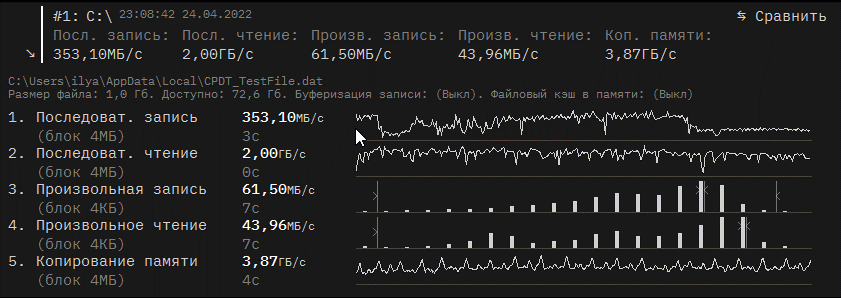 #1: C:\ 23:08:42 24.04.2022 ⇆ Сравнить
Посл. запись: Посл. чтение: Произв. запись: Произв. чтение: Коп. памяти:
353,10МБ/с 2,00ГБ/с 61,50МБ/с 43,96МБ/с 3,87ГБ/с
C:\Users\ilya\AppData\Local\CPDT_TestFile.dat
Размер файла: 1,0 Гб. Доступно: 72,6 Гб. Буферизация записи: (Выкл). Файловый кэш в памяти: (Выкл)
1. Последоват. запись 353,10МБ/с
(блок 4МБ) 3с
2. Последоват. чтение 2,00ГБ/с
(блок 4МБ) 0с
3. Произвольная запись 61,50МБ/с
(блок 4КБ) 7с
4. Произвольное чтение 43,96МБ/с
(блок 4КБ) 7с
5. Копирование памяти 3,87ГБ/с
(блок 4МБ) 4с